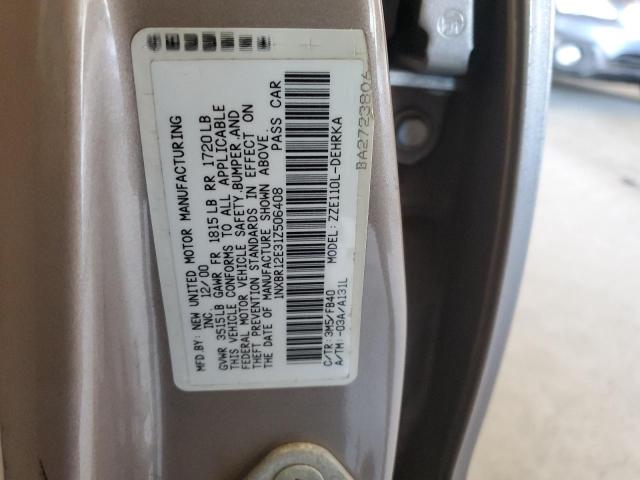 MFD.BY: NEW UNITED MOTOR MANUFACTURING
INC. 12/00
GVWR 3515LB GAWR FR 1815LB RR 1720LB
THIS VEHICLE CONFORMS TO ALL APPLICABLE
FEDERAL MOTOR VEHICLE SAFETY,BUMPER,AND
THEFT PREVENTION STANDARDS IN EFFECT ON
THE DATE OF MANUFACTURE SHOWN ABOVE.
1NXBR12E31Z506408 PASS CAR
MODEL: ZZE110L-DEHRKA
C/TR: 3M5/FB40
A/TM: -03A/A131L
BA2723806